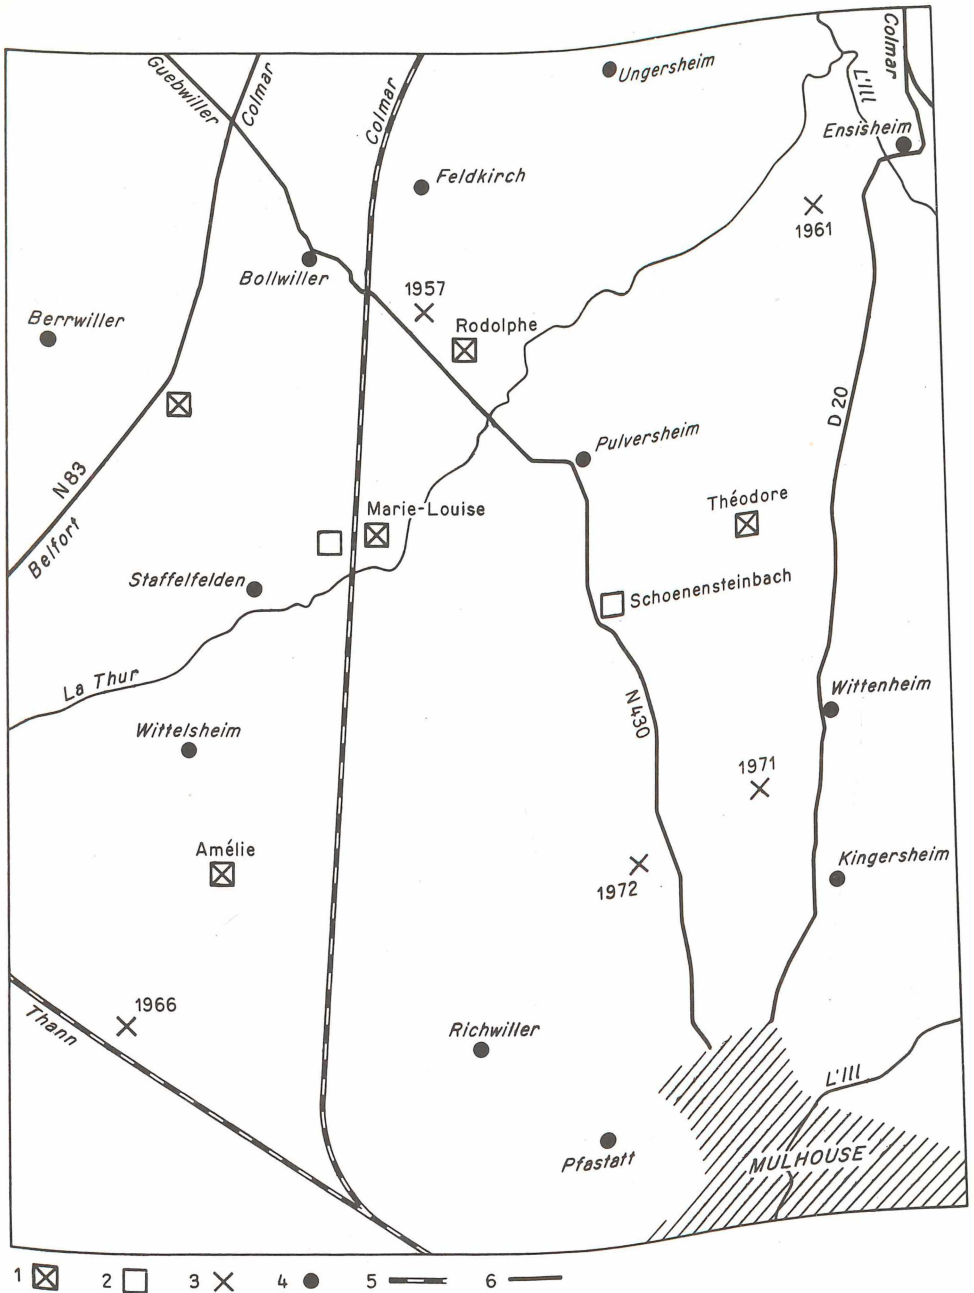 Guebwiller
Colmar
Colmar
Ungersheim
Colmar
L'Ill
Ensisheim
Feldkirch
1961
Bollwiller
1957
Berrwiller
Rodolphe
D 20
Pulversheim
N 83
Belfort
Marie-Louise
Théodore
Staffelfelden
Schoenensteinbach
La Thur
Wittenheim
N 430
Wittelsheim
1971
Amélie
Kingersheim
1972
1966
Thann
Richwiller
L'Ill
Pfastatt
MULHOUSE
1 2 3 4 5 6